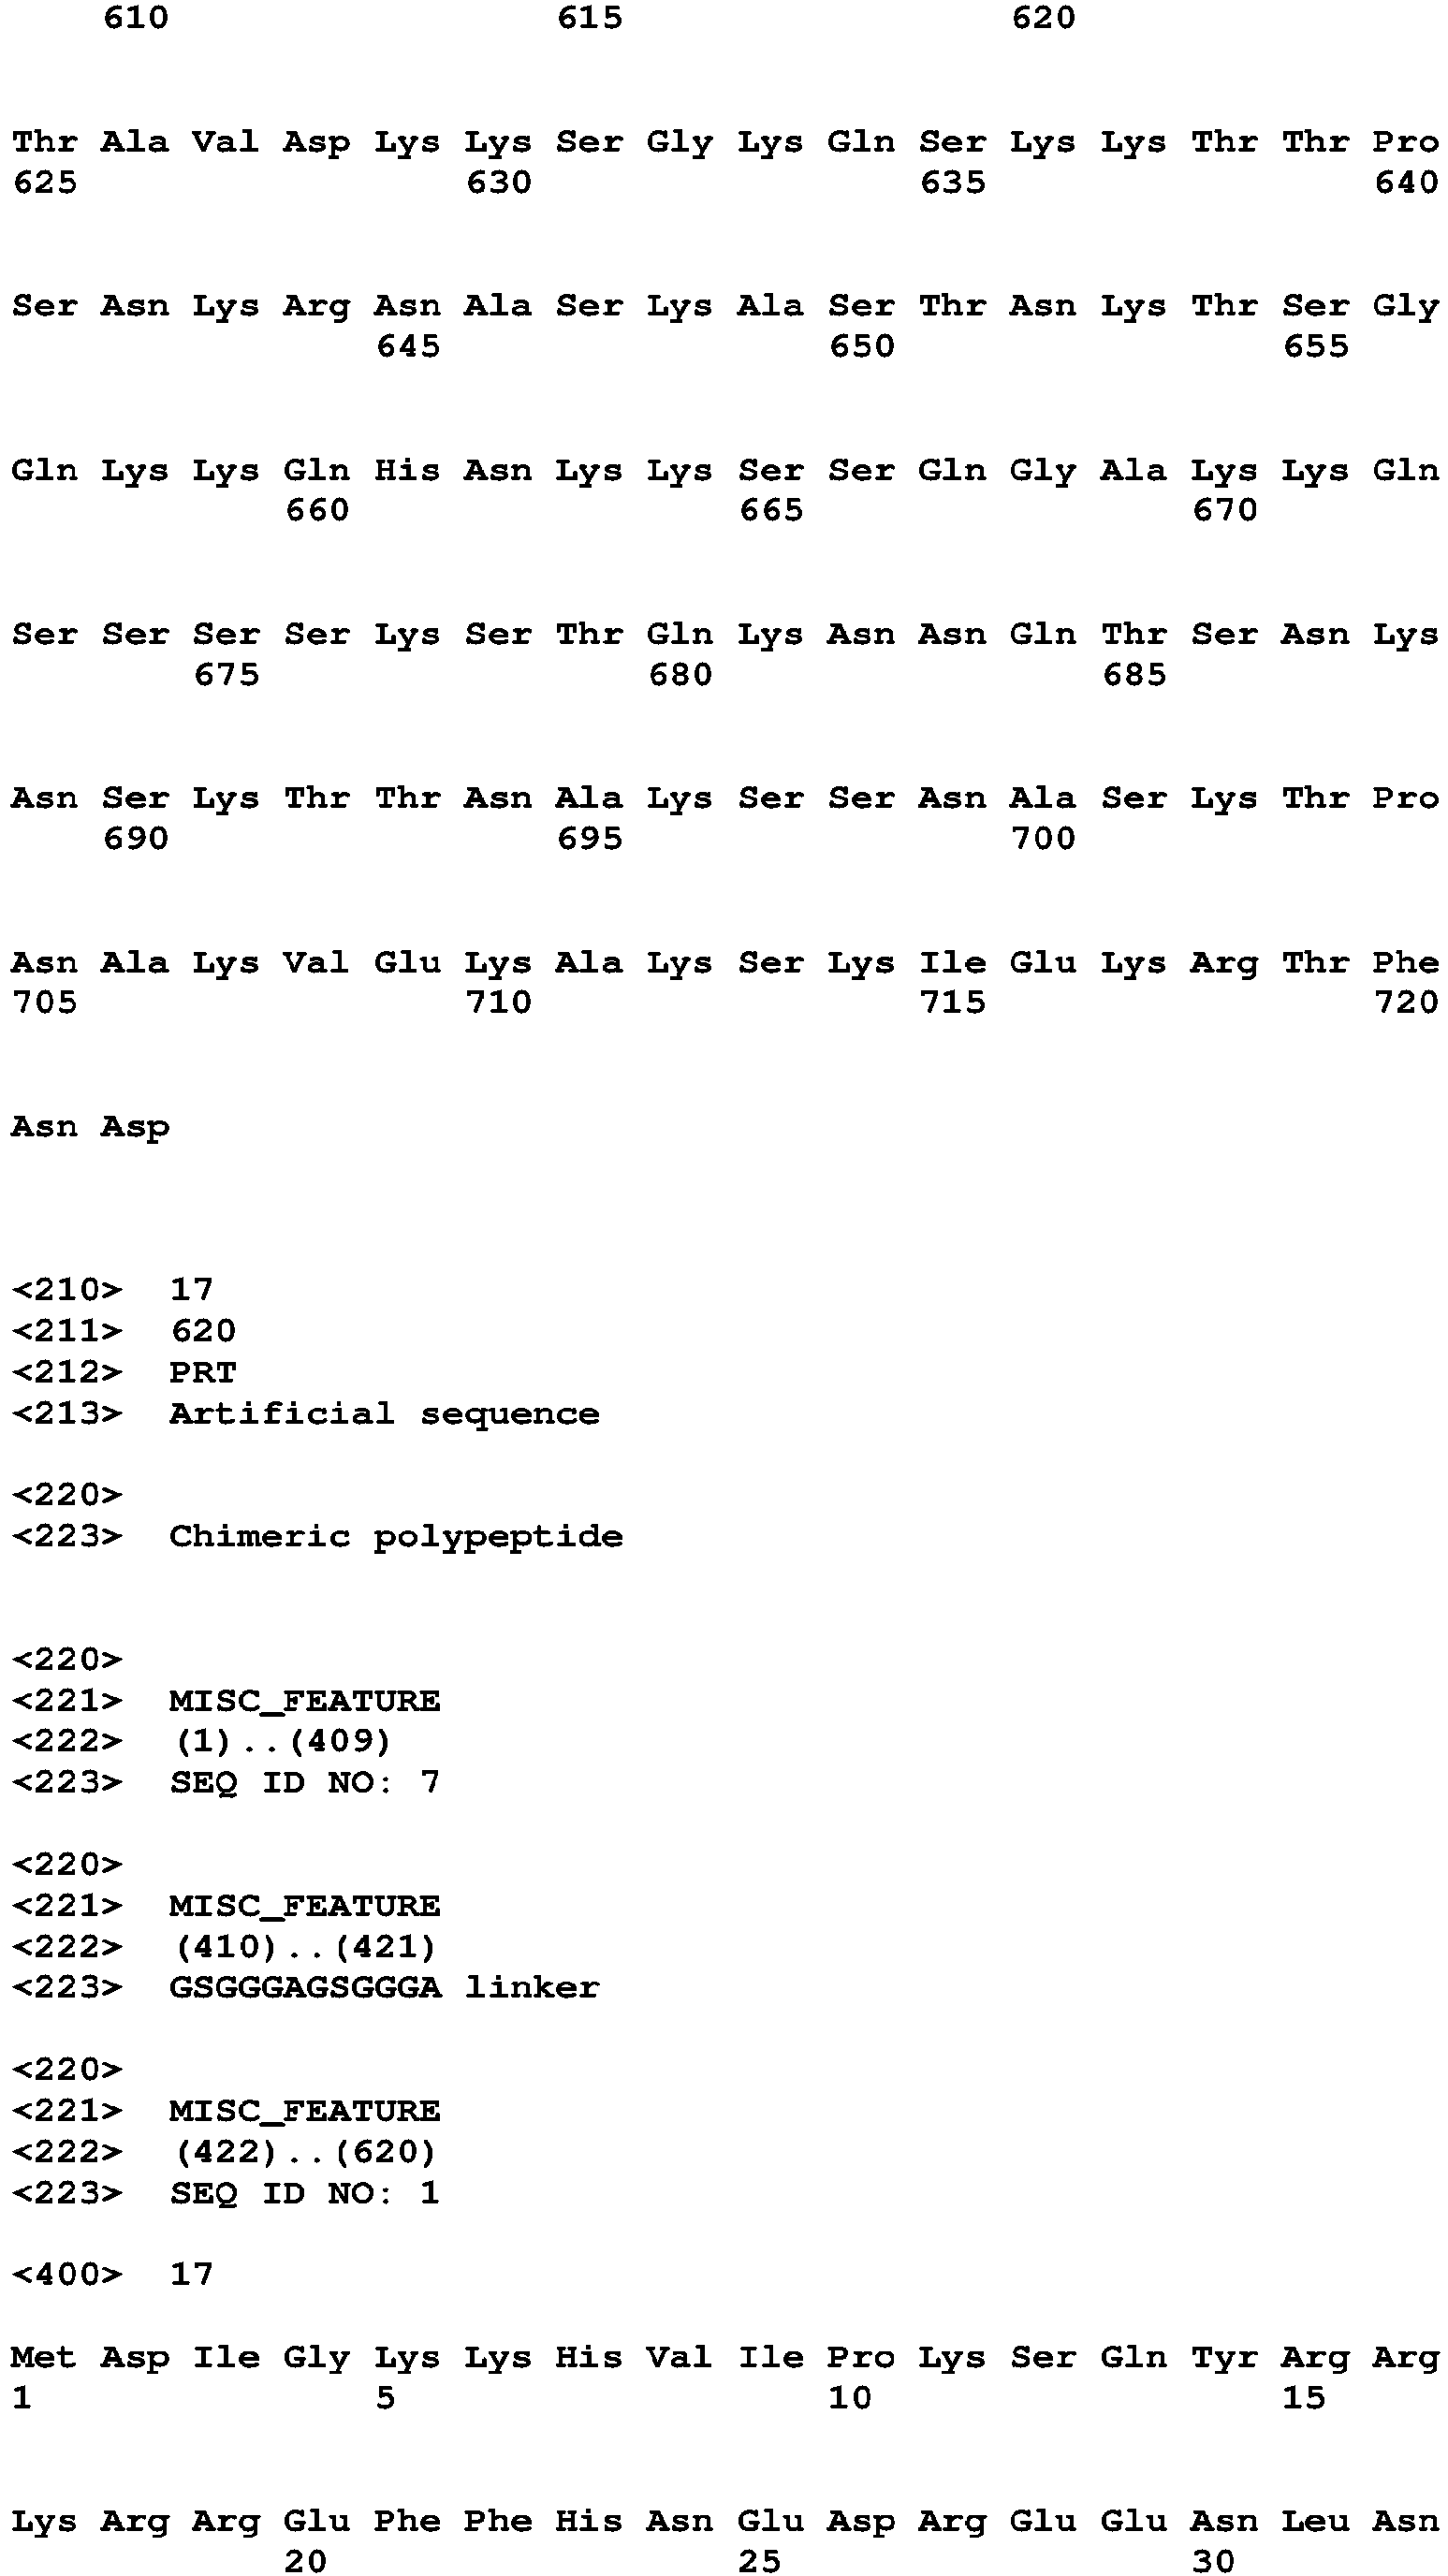 610 615 620
Thr Ala Val Asp Lys Lys Ser Gly Lys Gln Ser Lys Lys Thr Thr Pro
625 630 635 640
Ser Asn Lys Arg Asn Ala Ser Lys Ala Ser Thr Asn Lys Thr Ser Gly
645 650 655
Gln Lys Lys Gln His Asn Lys Lys Ser Ser Gln Gly Ala Lys Lys Gln
660 665 670
Ser Ser Ser Ser Lys Ser Thr Gln Lys Asn Asn Gln Thr Ser Asn Lys
675 680 685
Asn Ser Lys Thr Thr Asn Ala Lys Ser Ser Asn Ala Ser Lys Thr Pro
690 695 700
Asn Ala Lys Val Glu Lys Ala Lys Ser Lys Ile Glu Lys Arg Thr Phe
705 710 715 720
Asn Asp
<210> 17
<211> 620
<212> PRT
<213> Artificial sequence
<220>
<223> Chimeric polypeptide
<220>
<221> MISC_FEATURE
<222> (1)..(409)
<223> SEQ ID NO: 7
<220>
<221> MISC_FEATURE
<222> (410)..(421)
<223> GSGGGAGSGGGA linker
<220>
<221> MISC_FEATURE
<222> (422)..(620)
<223> SEQ ID NO: 1
<400> 17
Met Asp Ile Gly Lys Lys His Val Ile Pro Lys Ser Gln Tyr Arg Arg
1 5 10 15
Lys Arg Arg Glu Phe Phe His Asn Glu Asp Arg Glu Glu Asn Leu Asn
20 25 30